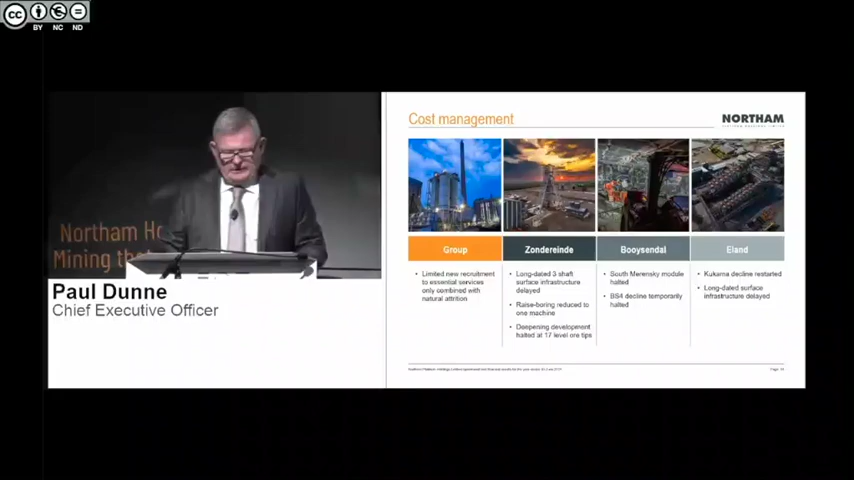 cc
BY NC ND
Northam Ho
Mining th
Paul Dunne
Chief Executive Officer
Cost management
NORTHAM
Group
Zondereinde
Booysendal
Eland
• Limited new recruitment
to essential services
only combined with
natural attrition
• Long-dated 3 shaft
surface infrastructure
delayed
• Raise-boring reduced to
one machine
• Deepening development
halted at 17 level ore tips
• South Merensky module
halted
• BS4 decline temporarily
halted
• Kukama decline restarted
• Long-dated surface
infrastructure delayed